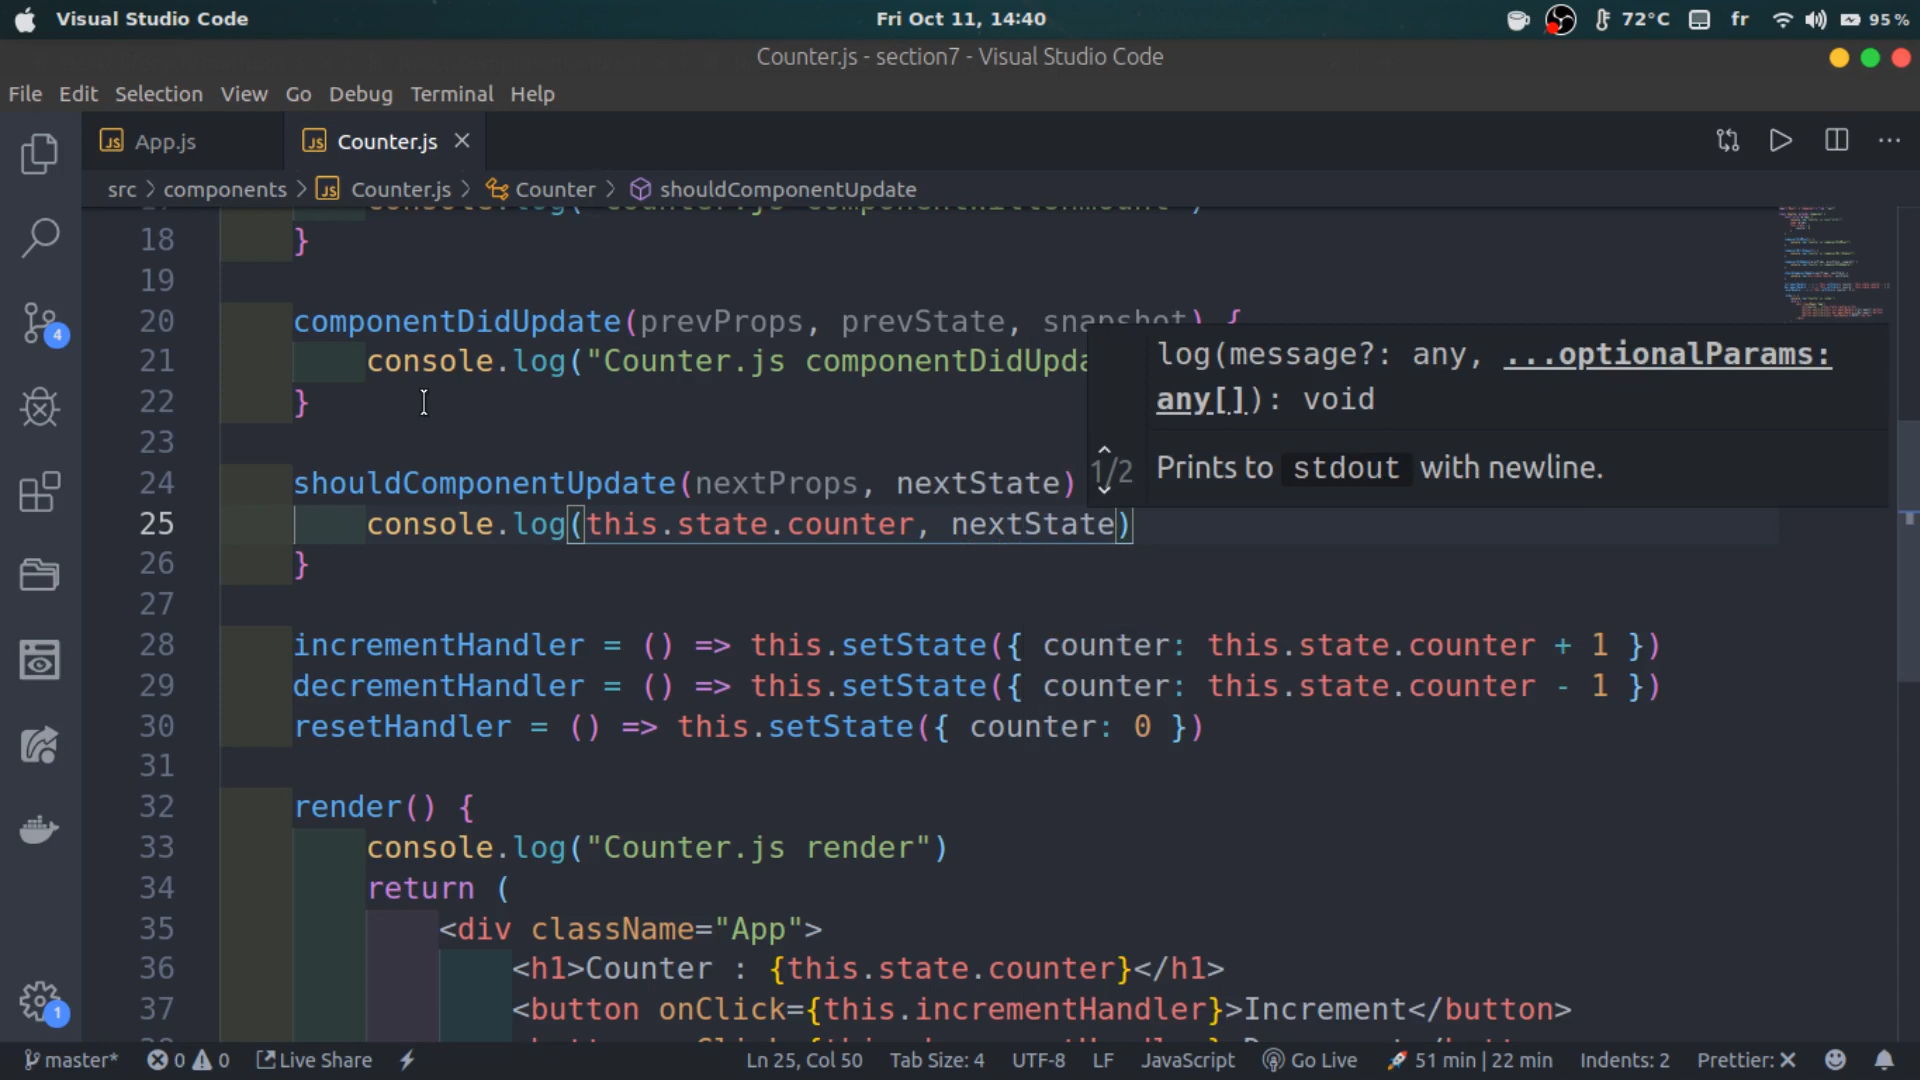 Visual Studio Code
Fri Oct 11, 14:40
72°C
fr
95 %
Counter.js - section7 - Visual Studio Code
File Edit Selection View Go Debug Terminal Help
JS App.js
JS Counter.js
src > components > JS Counter.js > Counter > shouldComponentUpdate
18 }
19
20 componentDidUpdate(prevProps, prevState, snapshot) {
21 console.log("Counter.js componentDidUpda
22 }
23
24 shouldComponentUpdate(nextProps, nextState)
25 console.log(this.state.counter, nextState)
26 }
27
28 incrementHandler = () => this.setState({ counter: this.state.counter + 1 })
29 decrementHandler = () => this.setState({ counter: this.state.counter - 1 })
30 resetHandler = () => this.setState({ counter: 0 })
31
32 render() {
33 console.log("Counter.js render")
34 return (
35 <div className="App">
36 <h1>Counter : {this.state.counter}</h1>
37 <button onClick={this.incrementHandler}>Increment</button>
log(message?: any, ...optionalParams:
any[]): void
1/2
Prints to stdout with newline.
4
1
master* 0 0 Live Share
Ln 25, Col 50 Tab Size: 4 UTF-8 LF JavaScript Go Live 51 min | 22 min Indents: 2 Prettier: ×